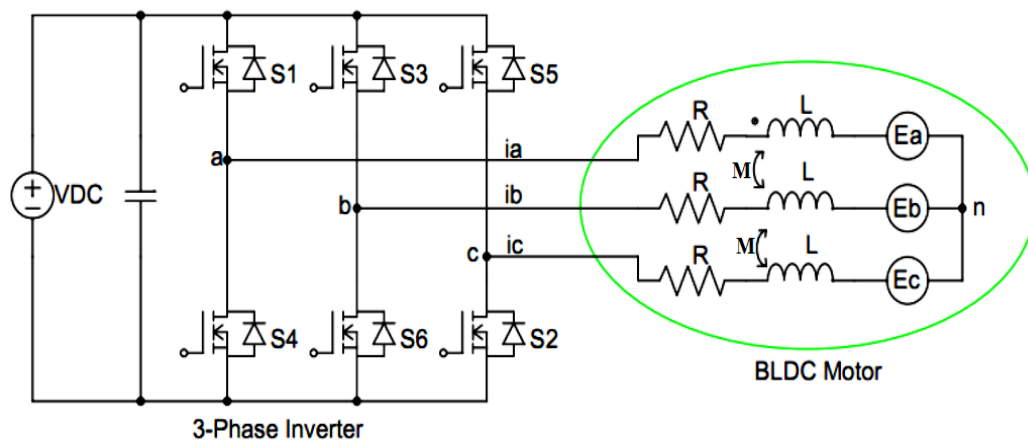 S1
S3
S5
VDC
a
ia
b
ib
c
ic
R
L
Ea
M
R
L
Eb
n
M
R
L
Ec
S4
S6
S2
BLDC Motor
3-Phase Inverter